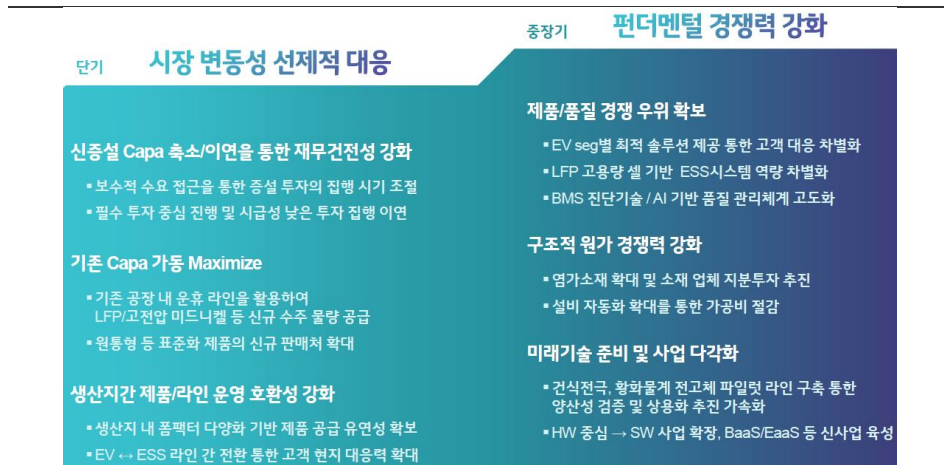 단기 시장 변동성 선제적 대응
신증설 Capa 축소/이연을 통한 재무건전성 강화
▪ 보수적 수요 접근을 통한 증설 투자의 집행 시기 조절
▪ 필수 투자 중심 진행 및 시급성 낮은 투자 집행 이연
기존 Capa 가동 Maximize
▪ 기존 공장 내 운휴 라인을 활용하여
LFP/고전압 미드니켈 등 신규 수주 물량 공급
▪ 원통형 등 표준화 제품의 신규 판매처 확대
생산지간 제품/라인 운영 호환성 강화
▪ 생산지 내 폼팩터 다양화 기반 제품 공급 유연성 확보
▪ EV ↔ ESS 라인 간 전환 통한 고객 현지 대응력 확대
중장기 펀더멘털 경쟁력 강화
제품/품질 경쟁 우위 확보
▪ EV seg별 최적 솔루션 제공 통한 고객 대응 차별화
▪ LFP 고용량 셀 기반 ESS시스템 역량 차별화
▪ BMS 진단기술 / AI 기반 품질 관리체계 고도화
구조적 원가 경쟁력 강화
▪ 염가소재 확대 및 소재 업체 지분투자 추진
▪ 설비 자동화 확대를 통한 가공비 절감
미래기술 준비 및 사업 다각화
▪ 건식전극, 황화물계 전고체 파일럿 라인 구축 통한
양산성 검증 및 상용화 추진 가속화
▪ HW 중심 → SW 사업 확장, BaaS/EaaS 등 신사업 육성